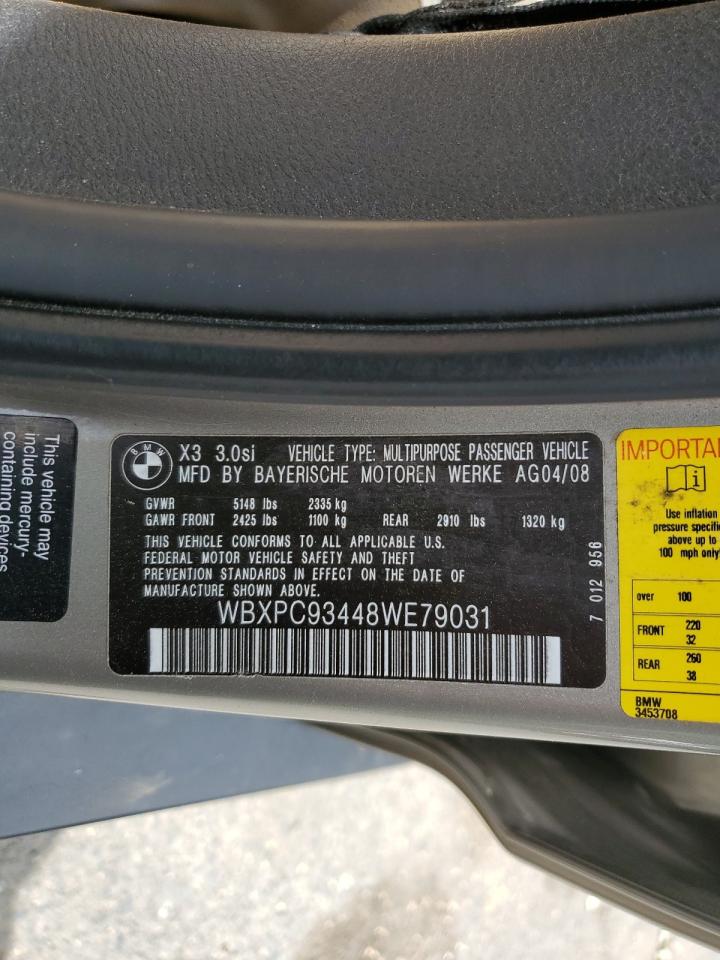 This vehicle may
include mercury-
containing devices
BMW
X3 3.0si VEHICLE TYPE: MULTIPURPOSE PASSENGER VEHICLE
MFD BY BAYERISCHE MOTOREN WERKE AG04/08
GVWR 5148 lbs 2335 kg
GAWR FRONT 2425 lbs 1100 kg REAR 2910 lbs 1320 kg
THIS VEHICLE CONFORMS TO ALL APPLICABLE U.S.
FEDERAL MOTOR VEHICLE SAFETY AND THEFT
PREVENTION STANDARDS IN EFFECT ON THE DATE OF
MANUFACTURE SHOWN ABOVE.
WBXPC93448WE79031
7 012 956
IMPORTA
i
Use inflation
pressure specifi
above up to
100 mph only
over 100
FRONT 220
32
REAR 260
38
BMW
3453708